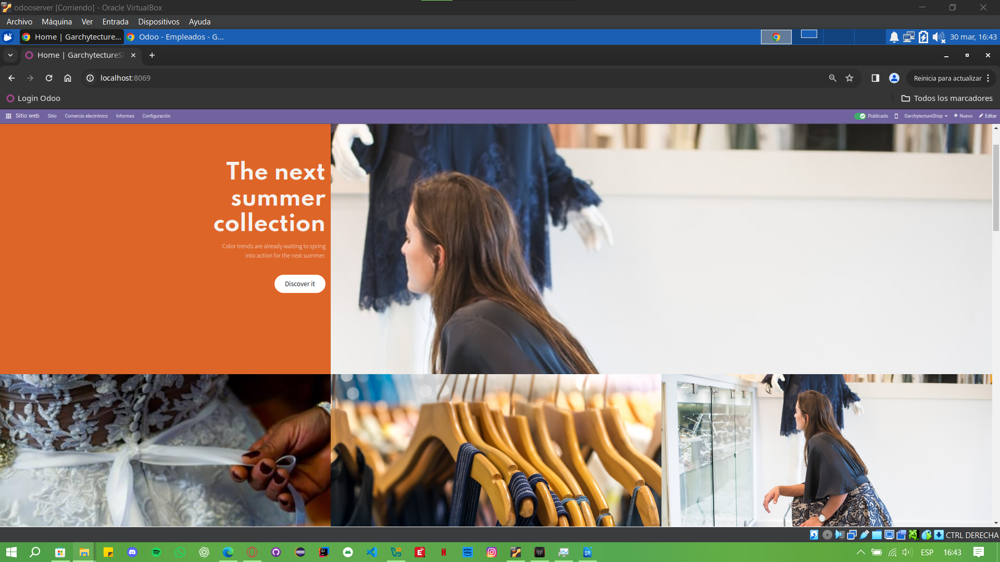 odooserver [Corriendo] - Oracle VirtualBox
Archivo Máquina Ver Entrada Dispositivos Ayuda
Home | Garchytecture... Odoo - Empleados - G... 30 mar, 16:43
Home | GarchytectureS
localhost:8069 Reinicia para actualizar
Login Odoo Todos los marcadores
Sitio web Sitio Comercio electrónico Informes Configuración Publicado GarchytectureShop Nuevo Editar
The next
summer
collection
Color trends are already waiting to spring
into action for the next summer.
Discover it
CTRL DERECHA
ESP 16:43